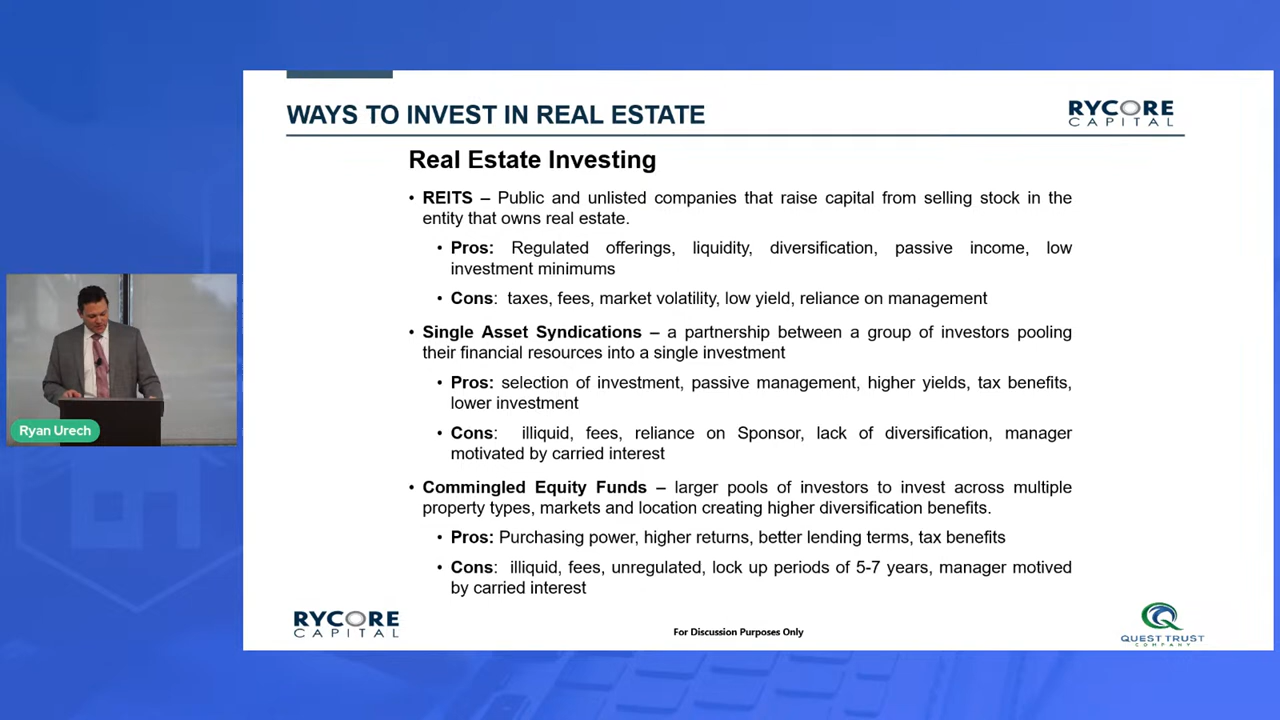 WAYS TO INVEST IN REAL ESTATE
RYCORE
CAPITAL
Real Estate Investing
• REITS – Public and unlisted companies that raise capital from selling stock in the
entity that owns real estate.
• Pros: Regulated offerings, liquidity, diversification, passive income, low
investment minimums
• Cons: taxes, fees, market volatility, low yield, reliance on management
• Single Asset Syndications – a partnership between a group of investors pooling
their financial resources into a single investment
• Pros: selection of investment, passive management, higher yields, tax benefits,
lower investment
• Cons: illiquid, fees, reliance on Sponsor, lack of diversification, manager
motivated by carried interest
• Commingled Equity Funds – larger pools of investors to invest across multiple
property types, markets and location creating higher diversification benefits.
• Pros: Purchasing power, higher returns, better lending terms, tax benefits
• Cons: illiquid, fees, unregulated, lock up periods of 5-7 years, manager motived
by carried interest
Ryan Urech
RYCORE
CAPITAL
For Discussion Purposes Only
QUEST TRUST
COMPANY